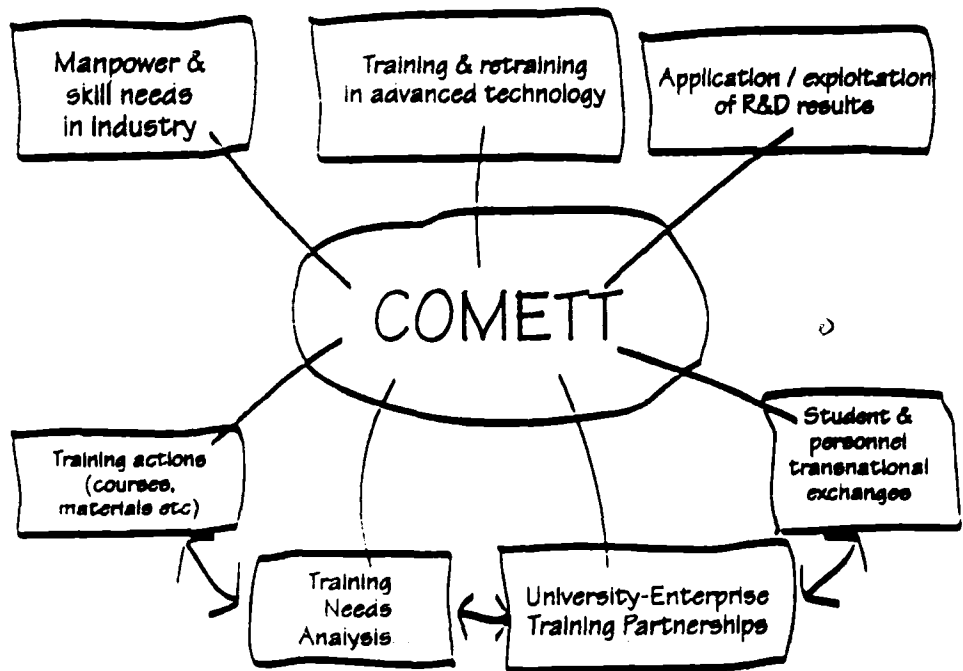 Manpower &
skill needs
in industry
Training & retraining
in advanced technology
Application / exploitation
of R&D results
COMETT
Training actions
(courses,
materials etc)
Student &
personnel
transnational
exchanges
Training
Needs
Analysis
University-Enterprise
Training Partnerships